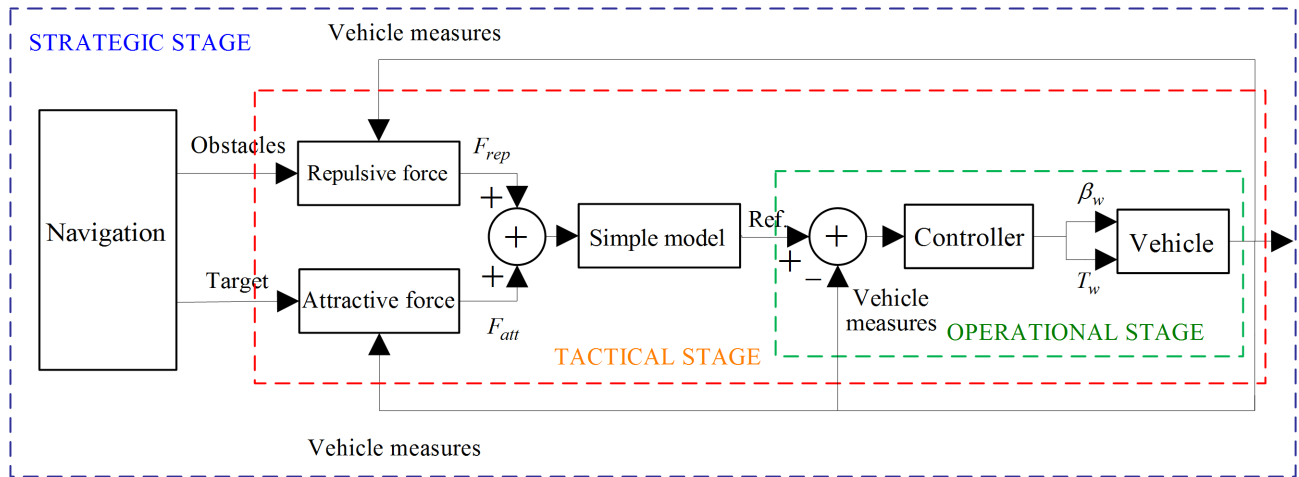 Vehicle measures
STRATEGIC STAGE
Obstacles
Repulsive force
F_rep
+
Navigation
+
Simple model
Ref.
+
+
−
Controller
β_w
Vehicle
T_w
Target
Attractive force
+
F_att
Vehicle
measures
OPERATIONAL STAGE
TACTICAL STAGE
Vehicle measures